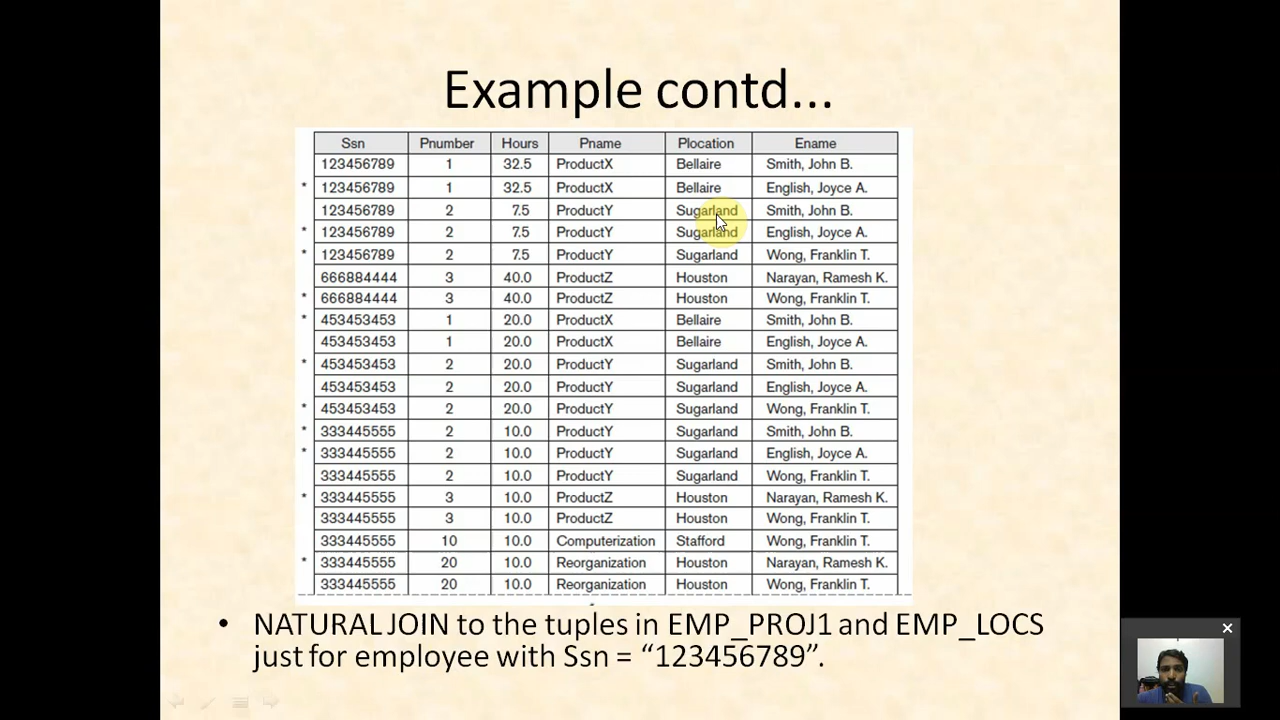 Example contd...
Ssn Pnumber Hours Pname Plocation Ename
123456789 1 32.5 ProductX Bellaire Smith, John B.
* 123456789 1 32.5 ProductX Bellaire English, Joyce A.
123456789 2 7.5 ProductY Sugarland Smith, John B.
* 123456789 2 7.5 ProductY Sugarland English, Joyce A.
* 123456789 2 7.5 ProductY Sugarland Wong, Franklin T.
666884444 3 40.0 ProductZ Houston Narayan, Ramesh K.
* 666884444 3 40.0 ProductZ Houston Wong, Franklin T.
* 453453453 1 20.0 ProductX Bellaire Smith, John B.
453453453 1 20.0 ProductX Bellaire English, Joyce A.
* 453453453 2 20.0 ProductY Sugarland Smith, John B.
453453453 2 20.0 ProductY Sugarland English, Joyce A.
* 453453453 2 20.0 ProductY Sugarland Wong, Franklin T.
* 333445555 2 10.0 ProductY Sugarland Smith, John B.
* 333445555 2 10.0 ProductY Sugarland English, Joyce A.
333445555 2 10.0 ProductY Sugarland Wong, Franklin T.
* 333445555 3 10.0 ProductZ Houston Narayan, Ramesh K.
333445555 3 10.0 ProductZ Houston Wong, Franklin T.
333445555 10 10.0 Computerization Stafford Wong, Franklin T.
* 333445555 20 10.0 Reorganization Houston Narayan, Ramesh K.
333445555 20 10.0 Reorganization Houston Wong, Franklin T.
• NATURAL JOIN to the tuples in EMP_PROJ1 and EMP_LOCS
just for employee with Ssn = “123456789”.